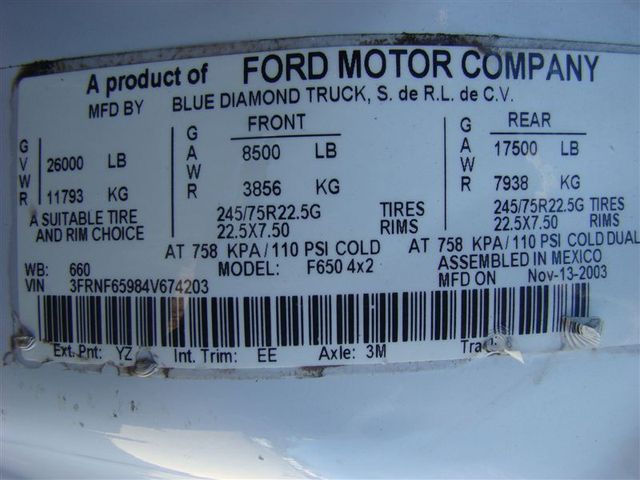 A product of FORD MOTOR COMPANY
MFD BY BLUE DIAMOND TRUCK, S. de R.L. de C.V.
GVWR 26000 LB
11793 KG
GAWR FRONT
8500 LB
3856 KG
GAWR REAR
17500 LB
7938 KG
A SUITABLE TIRE AND RIM CHOICE
245/75R22.5G TIRES 245/75R22.5G
22.5X7.50 RIMS 22.5X7.50
AT 758 KPA/110 PSI COLD AT 758 KPA/110 PSI COLD DUAL
WB: 660 MODEL: F650 4x2 ASSEMBLED IN MEXICO
VIN 3FRNF65984V674203 MFD ON Nov-13-2003
Ext. Pnt: YZ Int. Trim: EE Axle: 3M